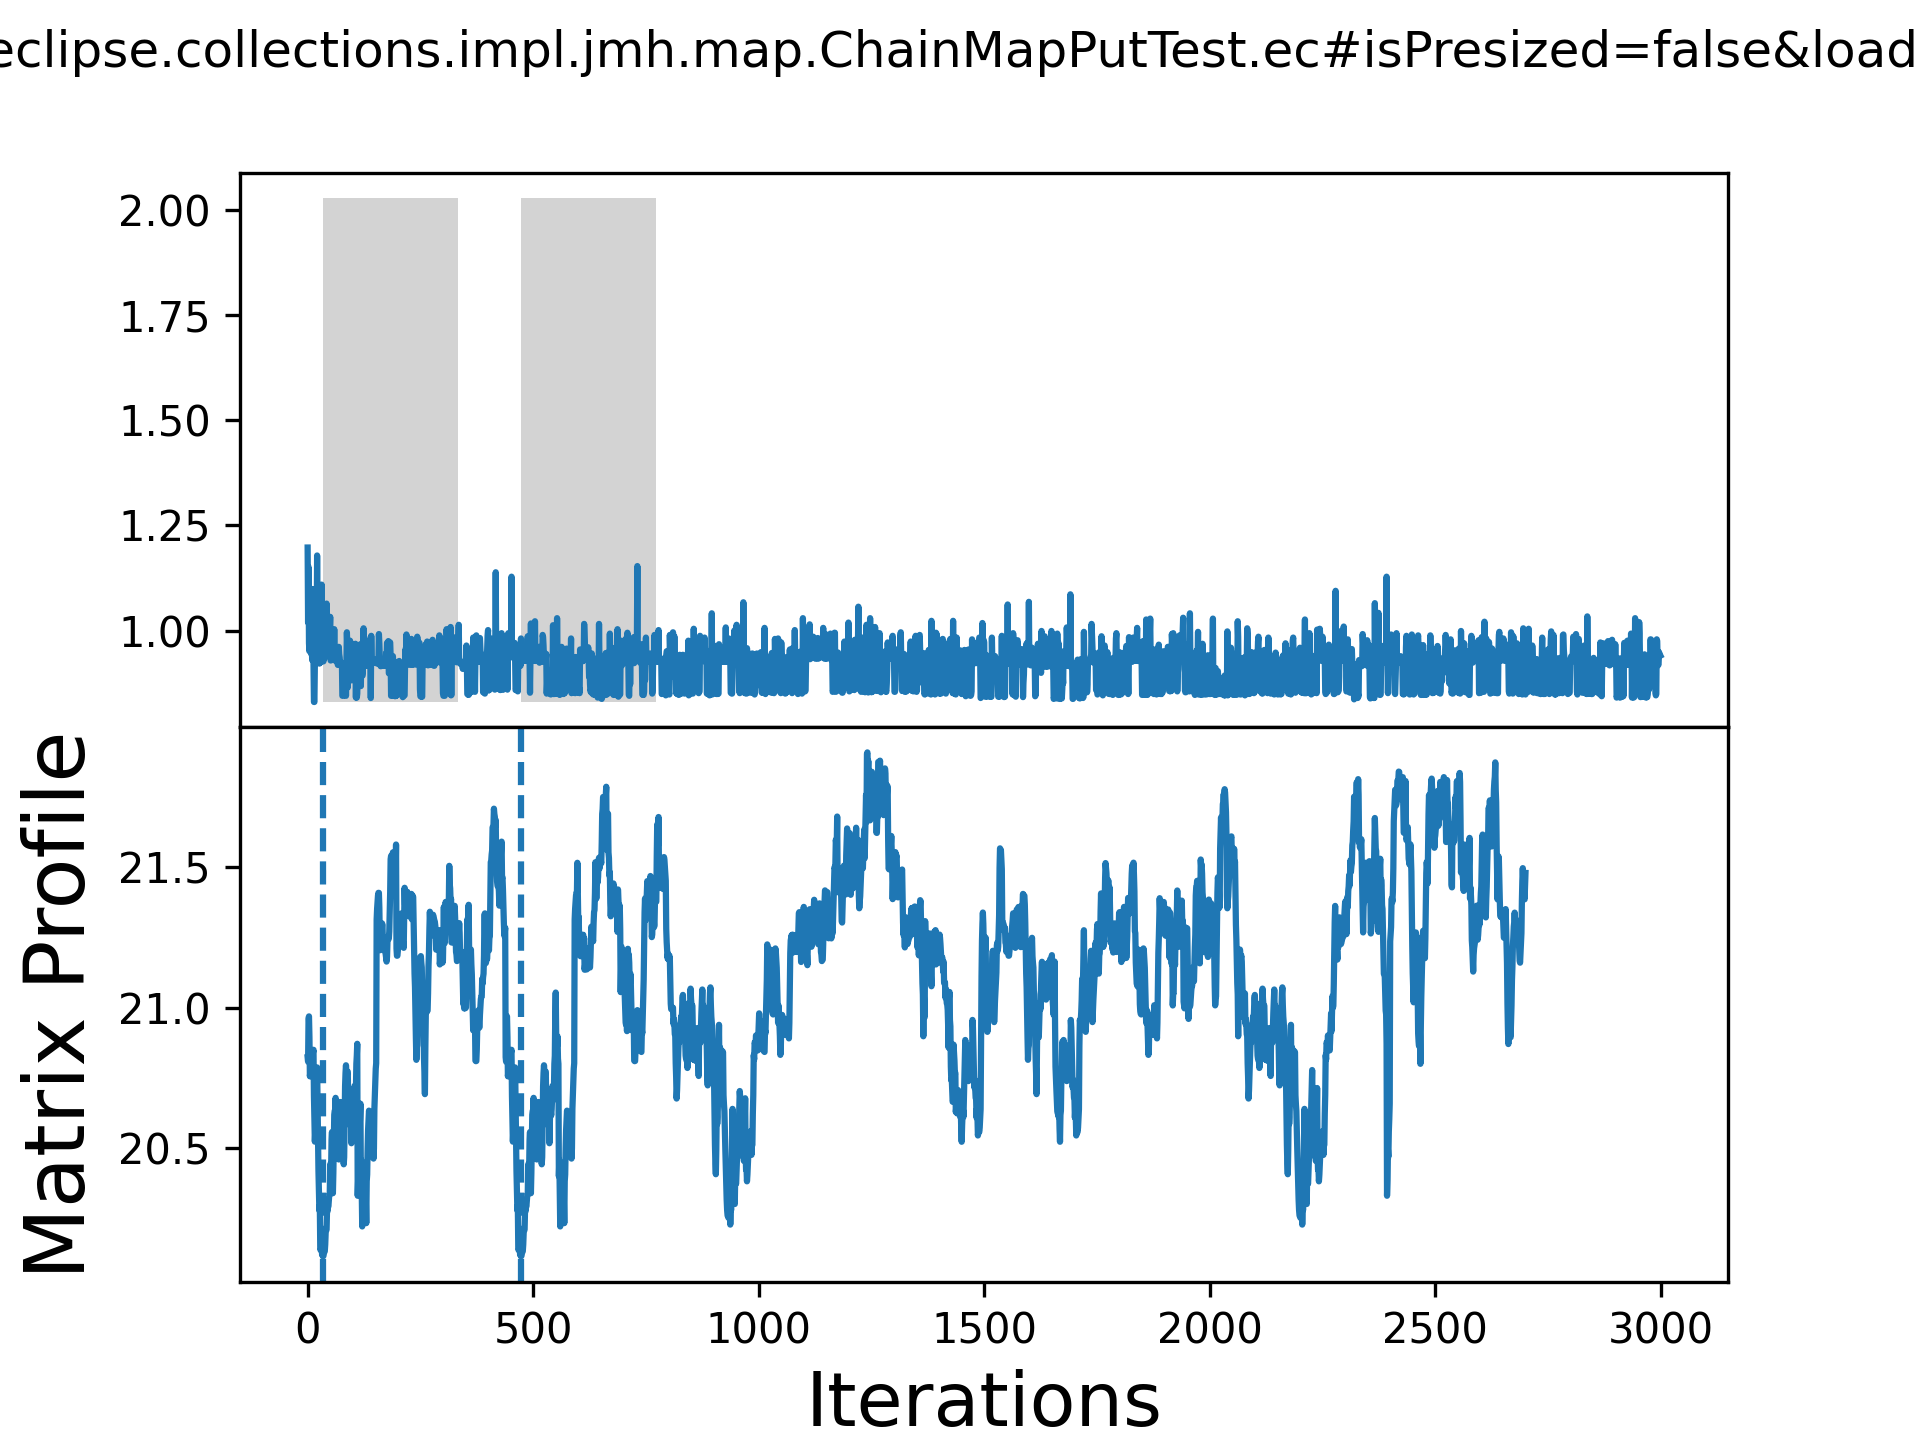 eclipse.collections.impl.jmh.map.ChainMapPutTest.ec#isPresized=false&load
2.00
1.75
1.50
1.25
1.00
Matrix Profile
21.5
21.0
20.5
0 500 1000 1500 2000 2500 3000
Iterations